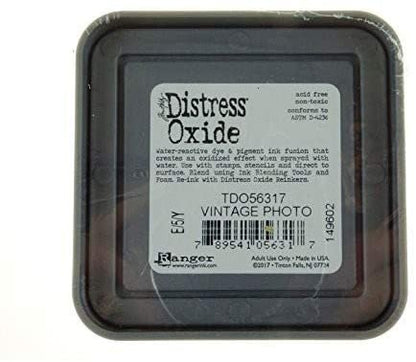 Distress®
Oxide
acid free
non-toxic
conforms to
ASTM D-4236
Water-reactive dye & pigment ink fusion that
creates an oxidized effect when sprayed with
water. Use with stamps, stencils and direct to
surface. Blend using Ink Blending Tools and
Foam. Re-ink with Distress Oxide Reinkers.
TDO56317
VINTAGE PHOTO
E/5/Y
149602
7 89541 05631 7
Ranger
www.rangerink.com
Adult Use Only • Made in USA.
©2017 • Tinton Falls, NJ 07724